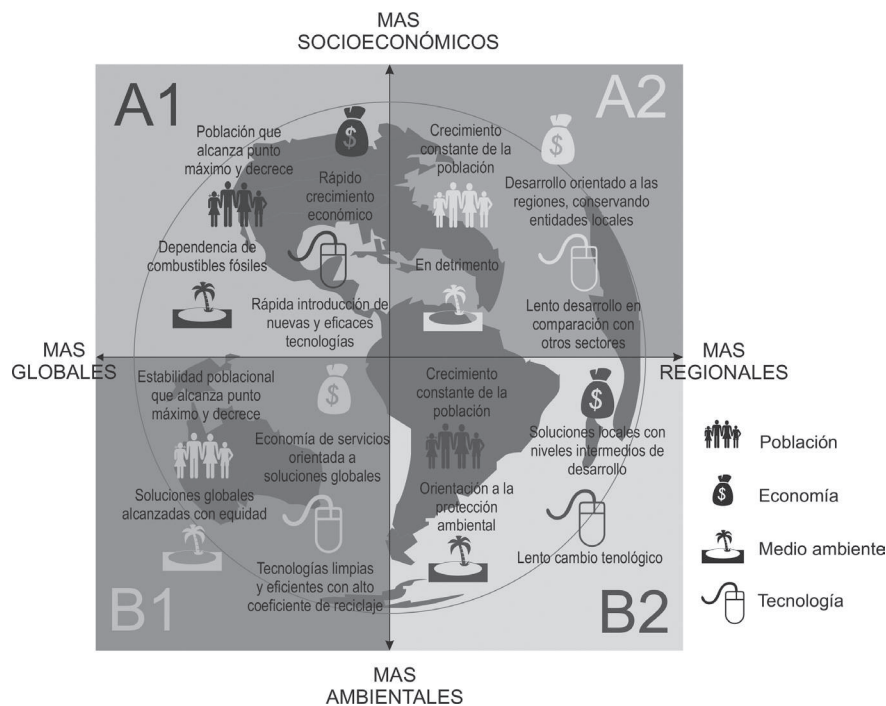 MAS
SOCIOECONÓMICOS
A1
Población que
alcanza punto
máximo y decrece
Rápido
crecimiento
económico
Dependencia de
combustibles fósiles
Rápida introducción de
nuevas y eficaces
tecnologías
A2
Crecimiento
constante de la
población
Desarrollo orientado a las
regiones, conservando
entidades locales
En detrimento
Lento desarrollo en
comparación con
otros sectores
MAS
GLOBALES
MAS
REGIONALES
Estabilidad poblacional
que alcanza punto
máximo y decrece
Economía de servicios
orientada a
soluciones globales
Soluciones globales
alcanzadas con equidad
Tecnologías limpias
y eficientes con alto
coeficiente de reciclaje
B1
Crecimiento
constante de la
población
Soluciones locales con
niveles intermedios de
desarrollo
Orientación a la
protección
ambiental
Lento cambio tenológico
B2
Población
Economía
Medio ambiente
Tecnología
MAS
AMBIENTALES